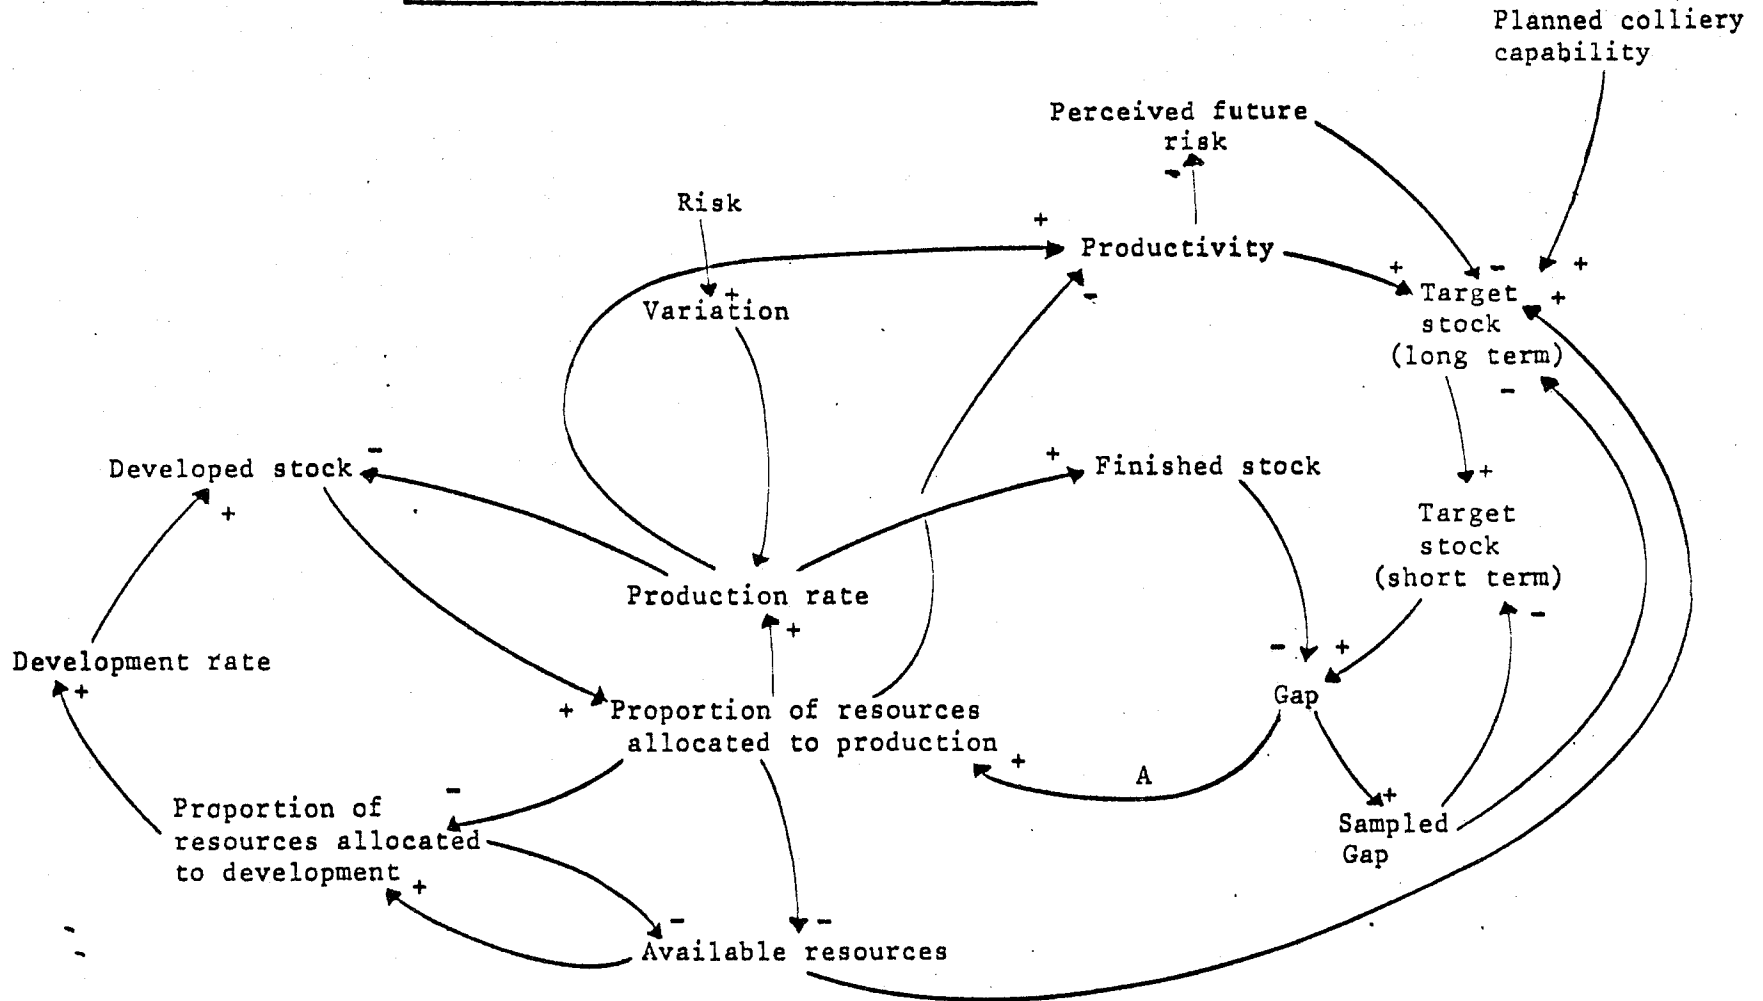 Planned colliery
capability
Perceived future
risk
-
Risk
+
Productivity
-
+
-
+
+
Target
stock
(long term)
-
+
Variation
Developed stock
-
+
+
Finished stock
+
Target
stock
(short term)
-
Production rate
+
Development rate
+
-
+
Gap
+
Proportion of resources
allocated to production
+
A
-
+
Sampled
Gap
Proportion of
resources allocated
to development
+
-
-
Available resources